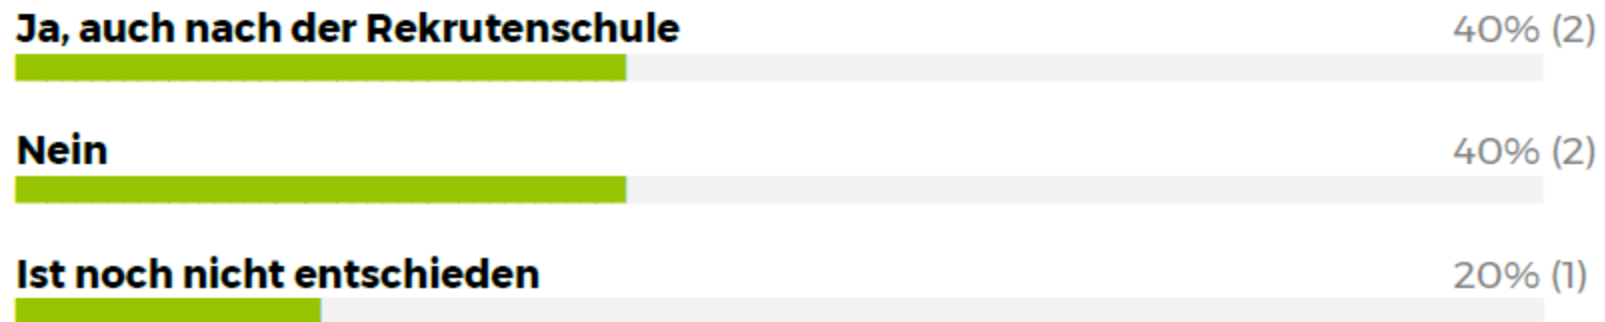 Ja, auch nach der Rekrutenschule 40% (2)
Nein 40% (2)
Ist noch nicht entschieden 20% (1)